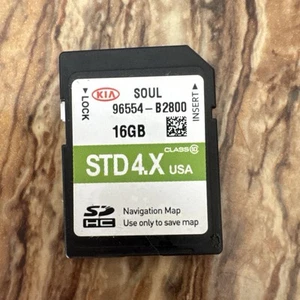 KIA SOUL
96554-B2800
LOCK
INSERT
16GB
CLASS 10
STD 4.X USA
SD HC
Navigation Map
Use only to save map